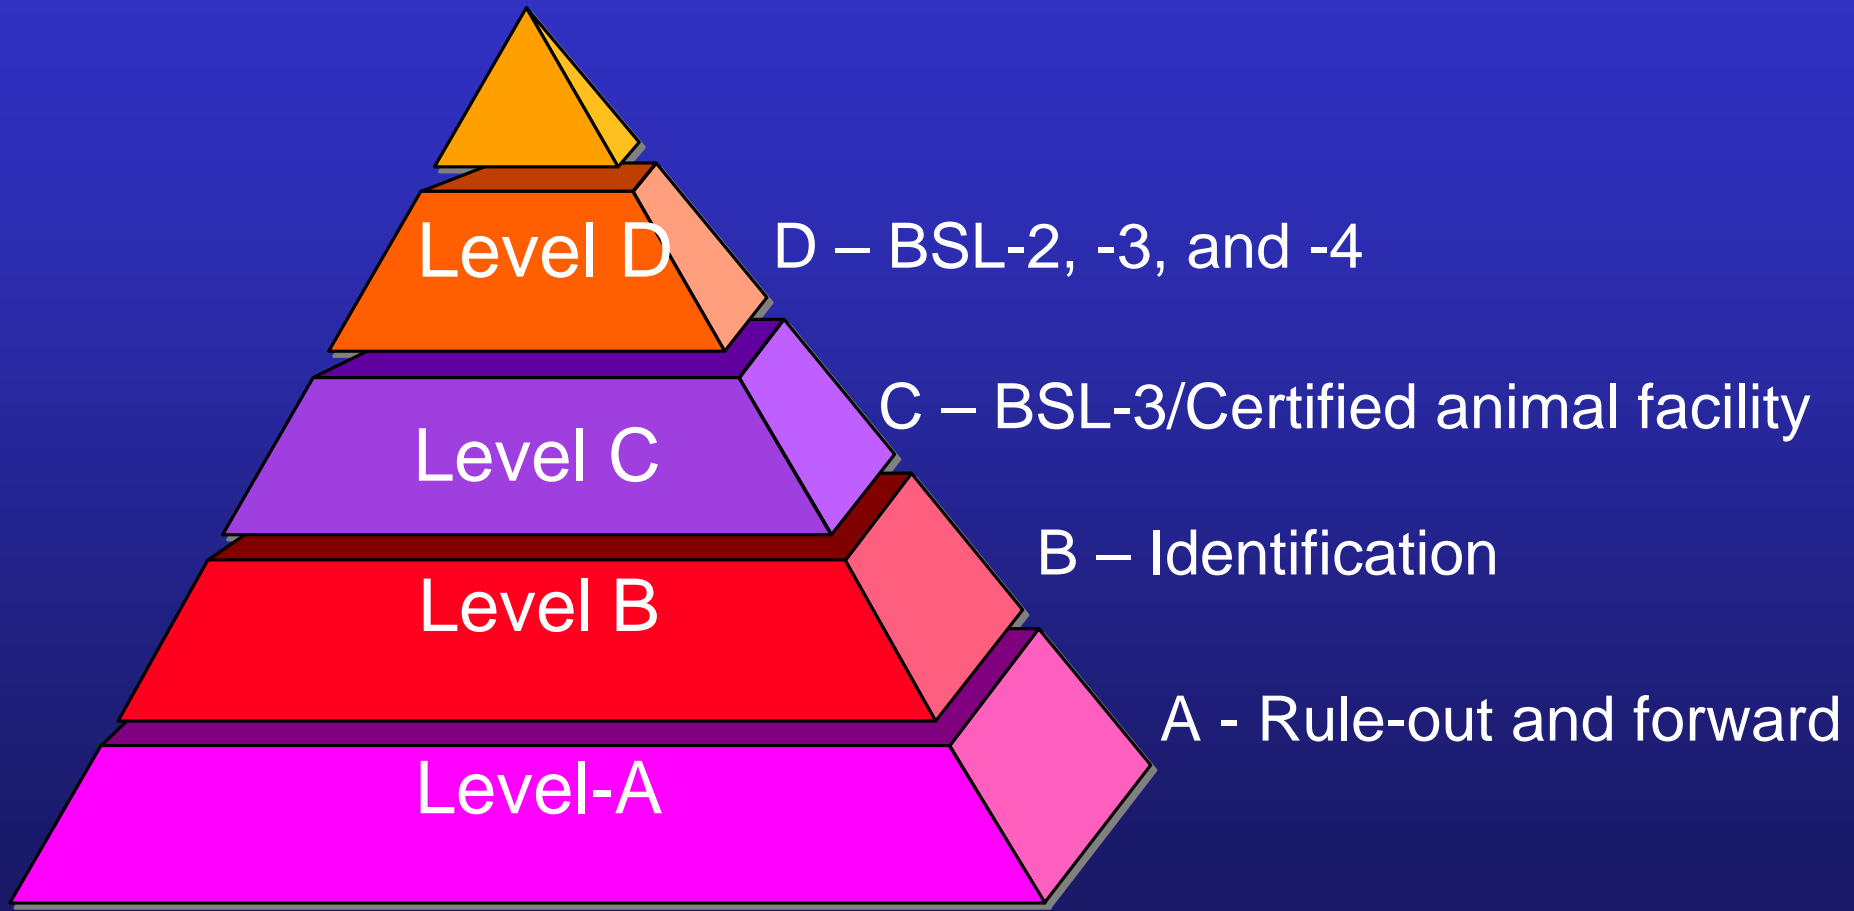 Level D
D – BSL-2, -3, and -4
C – BSL-3/Certified animal facility
Level C
B – Identification
Level B
A - Rule-out and forward
Level-A